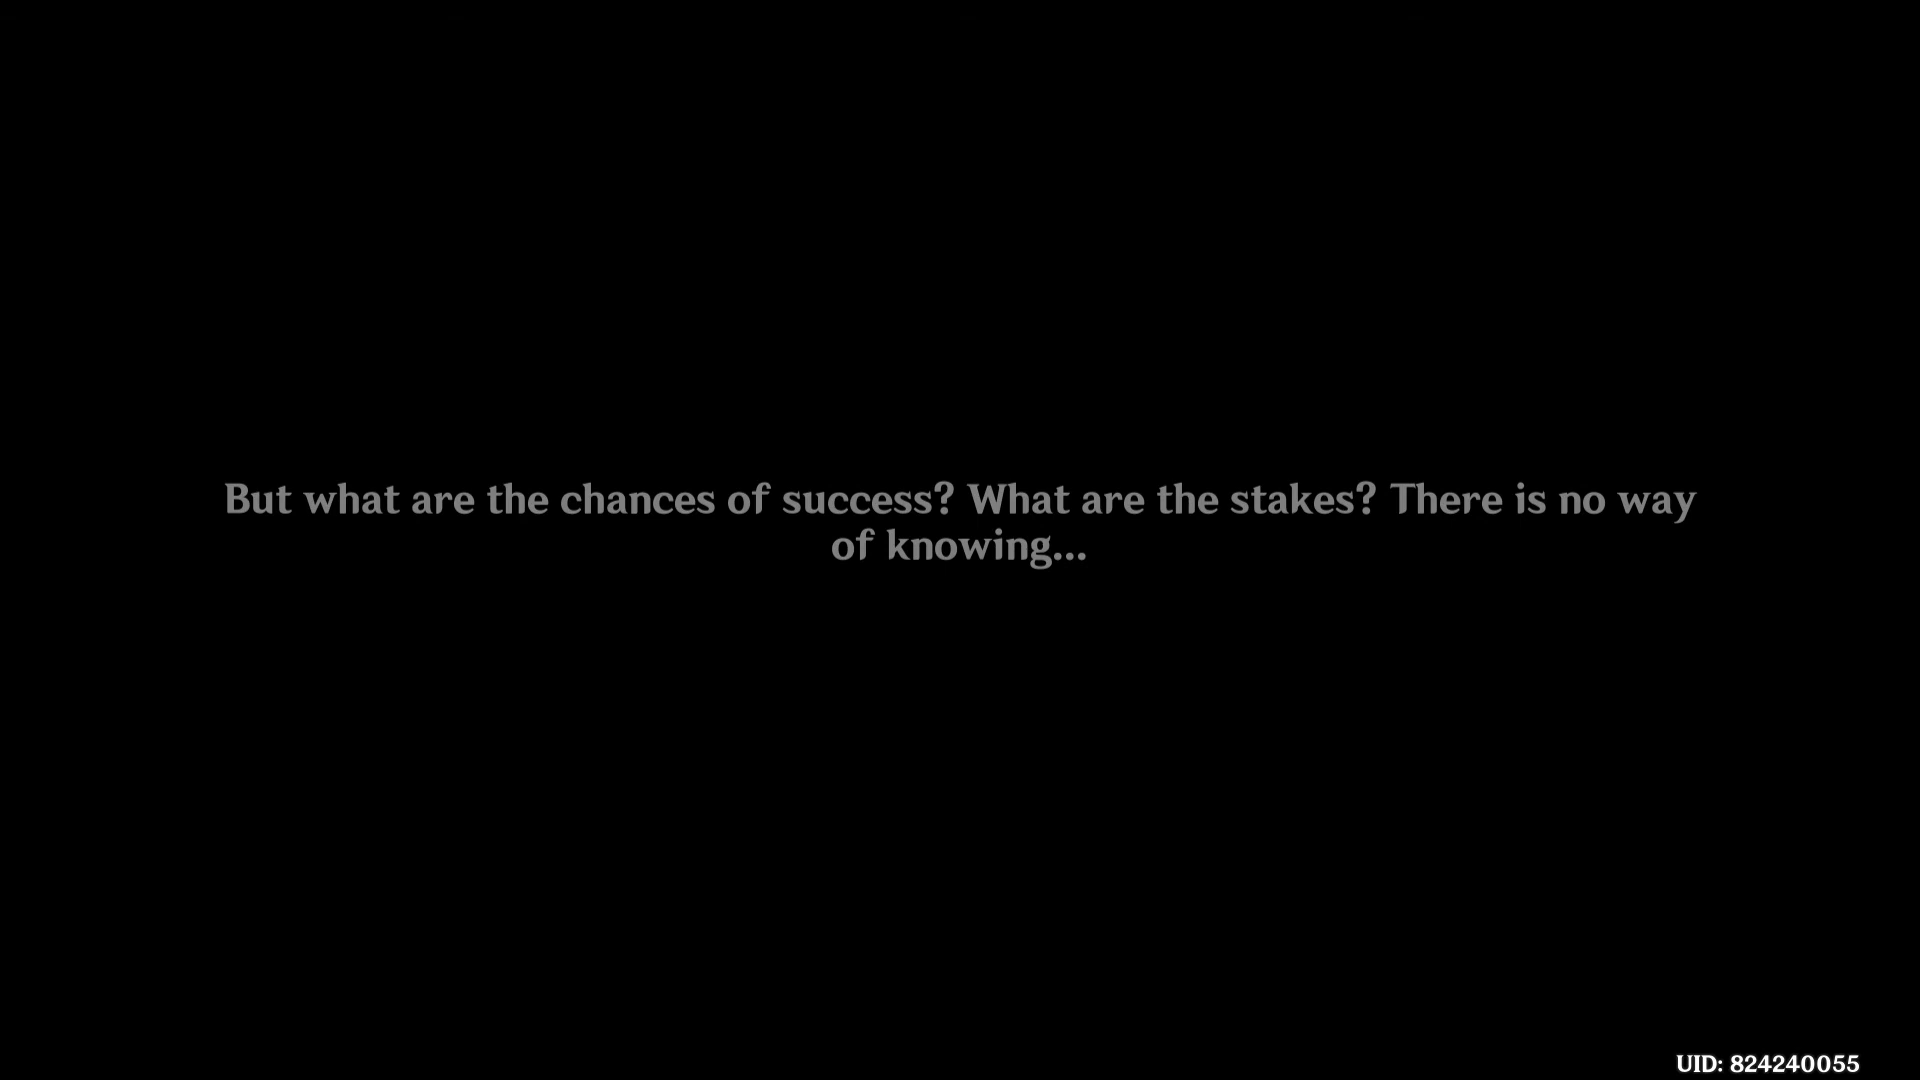 But what are the chances of success? What are the stakes? There is no way
of knowing...
UID: 824240055